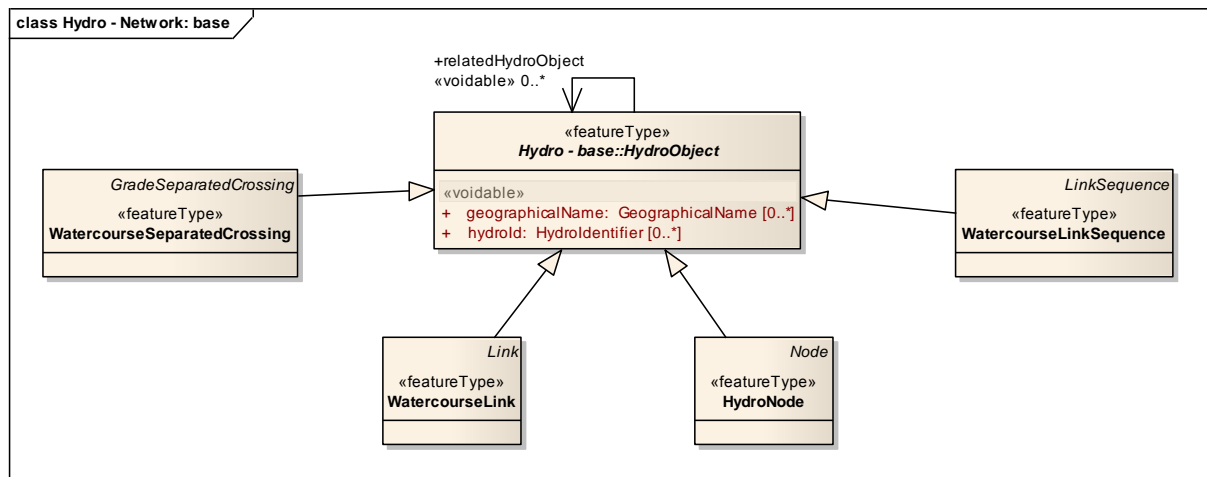 class Hydro - Network: base
+relatedHydroObject
«voidable» 0..*
«featureType»
Hydro - base::HydroObject
«voidable»
+ geographicalName: GeographicalName [0..*]
+ hydroId: HydroIdentifier [0..*]
GradeSeparatedCrossing
«featureType»
WatercourseSeparatedCrossing
LinkSequence
«featureType»
WatercourseLinkSequence
Link
«featureType»
WatercourseLink
Node
«featureType»
HydroNode